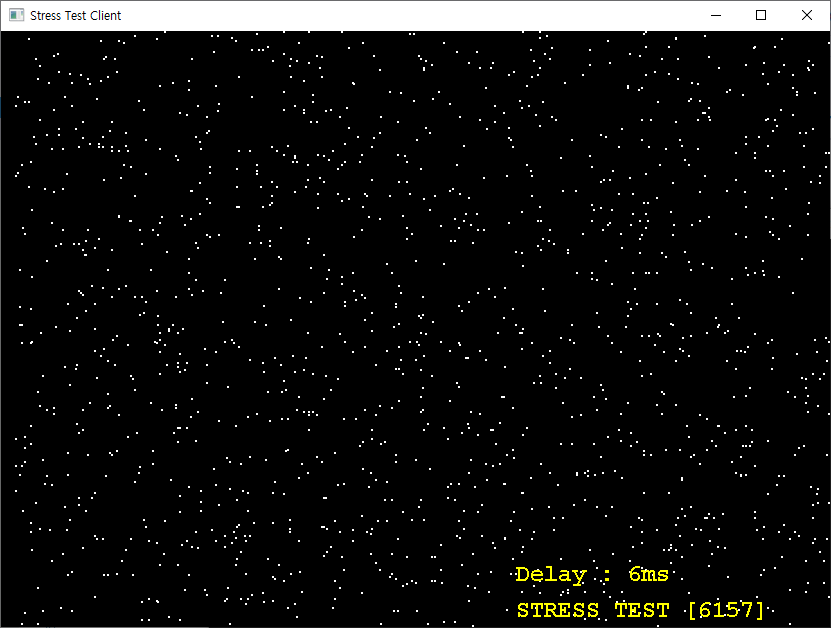 Stress Test Client
Delay : 6ms
STRESS TEST [6157]